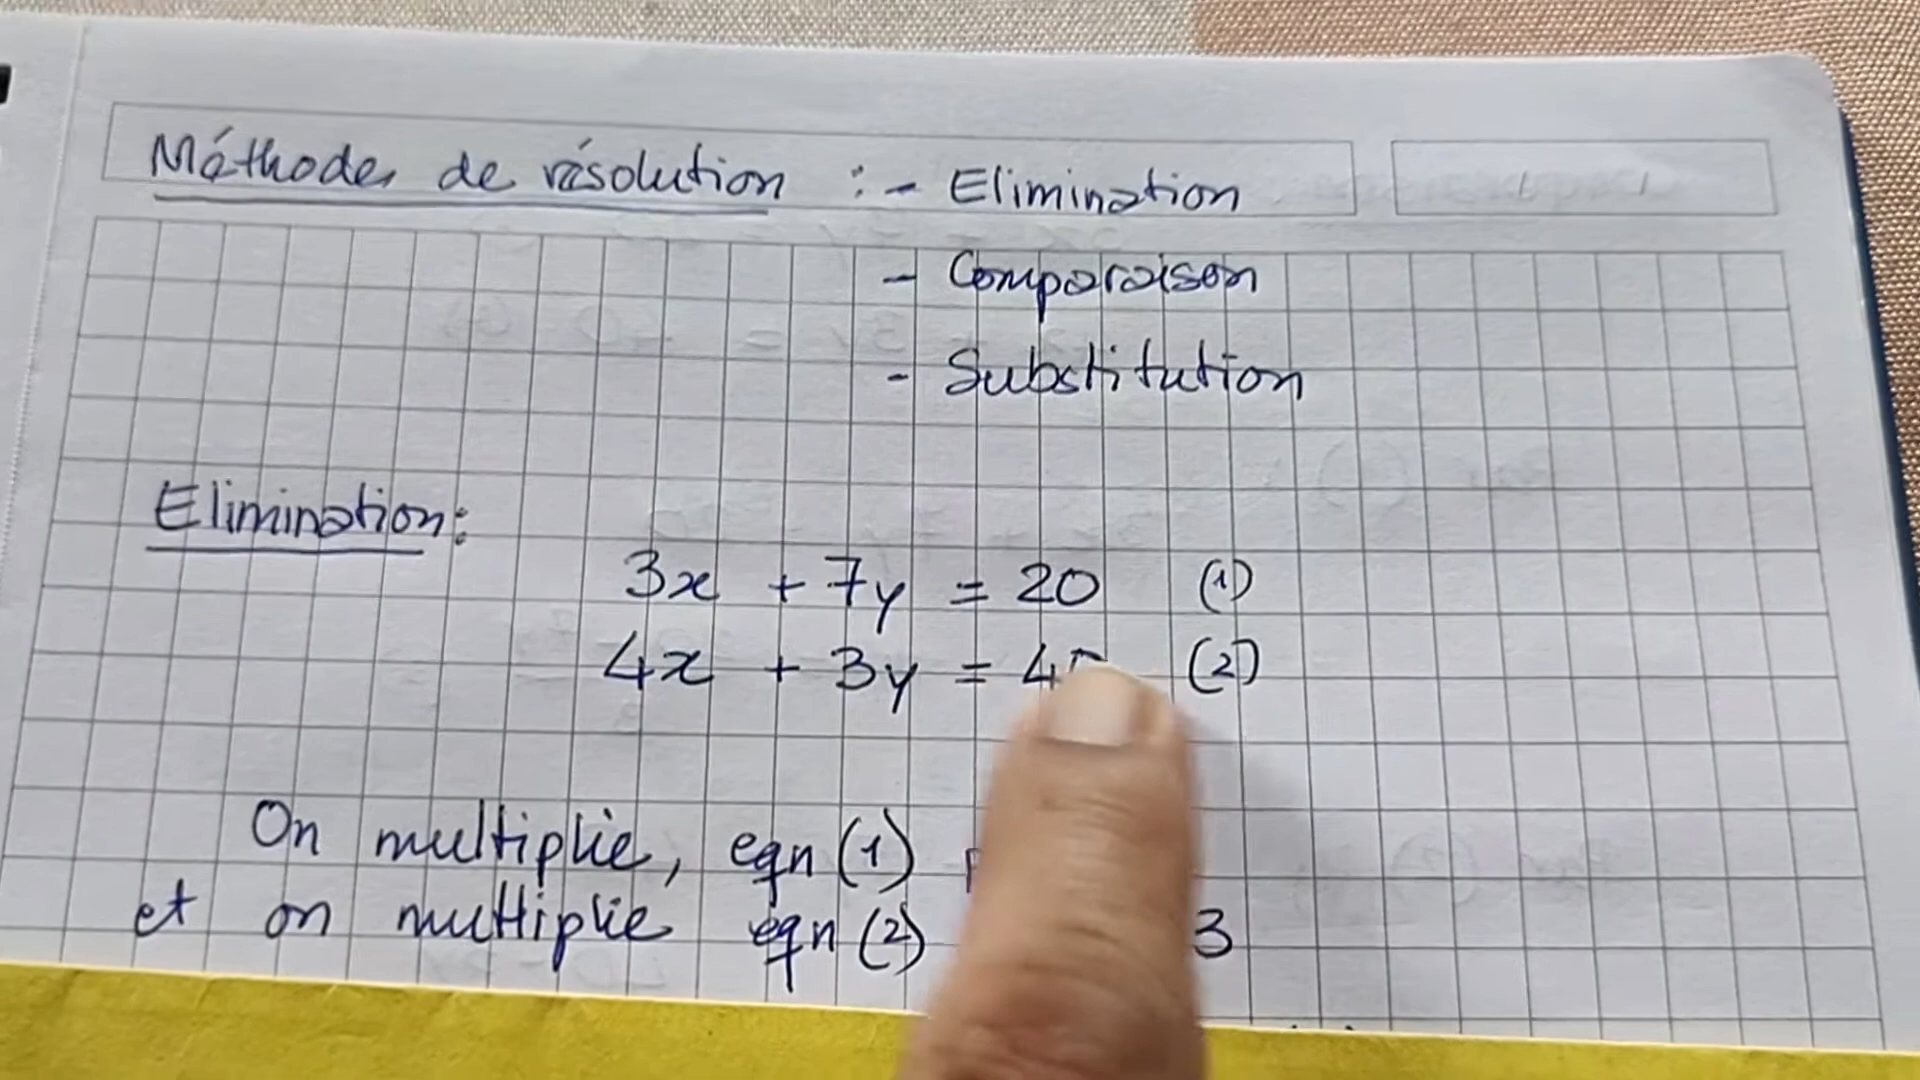 Méthodes de résolution : - Elimination
- Comparaison
- Substitution
Elimination:
3x + 7y = 20 (1)
4x + 3y = 4 (2)
On multiplie, eqn (1)
et on multiplie eqn (2) 3